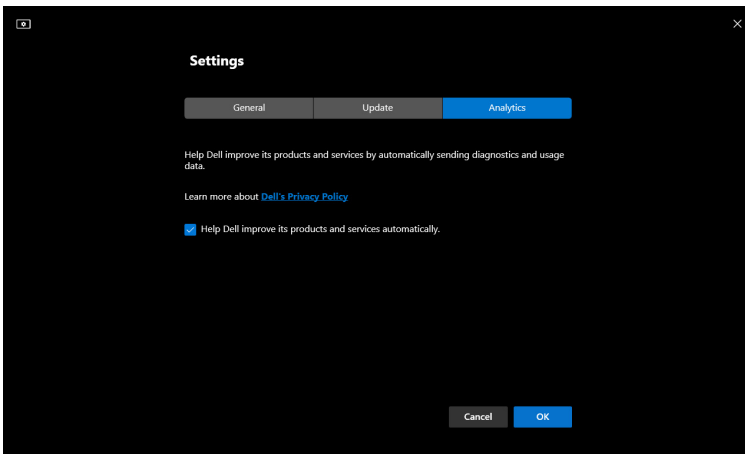 Settings
General
Update
Analytics
Help Dell improve its products and services by automatically sending diagnostics and usage
data.
Learn more about Dell's Privacy Policy
Help Dell improve its products and services automatically.
Cancel
OK